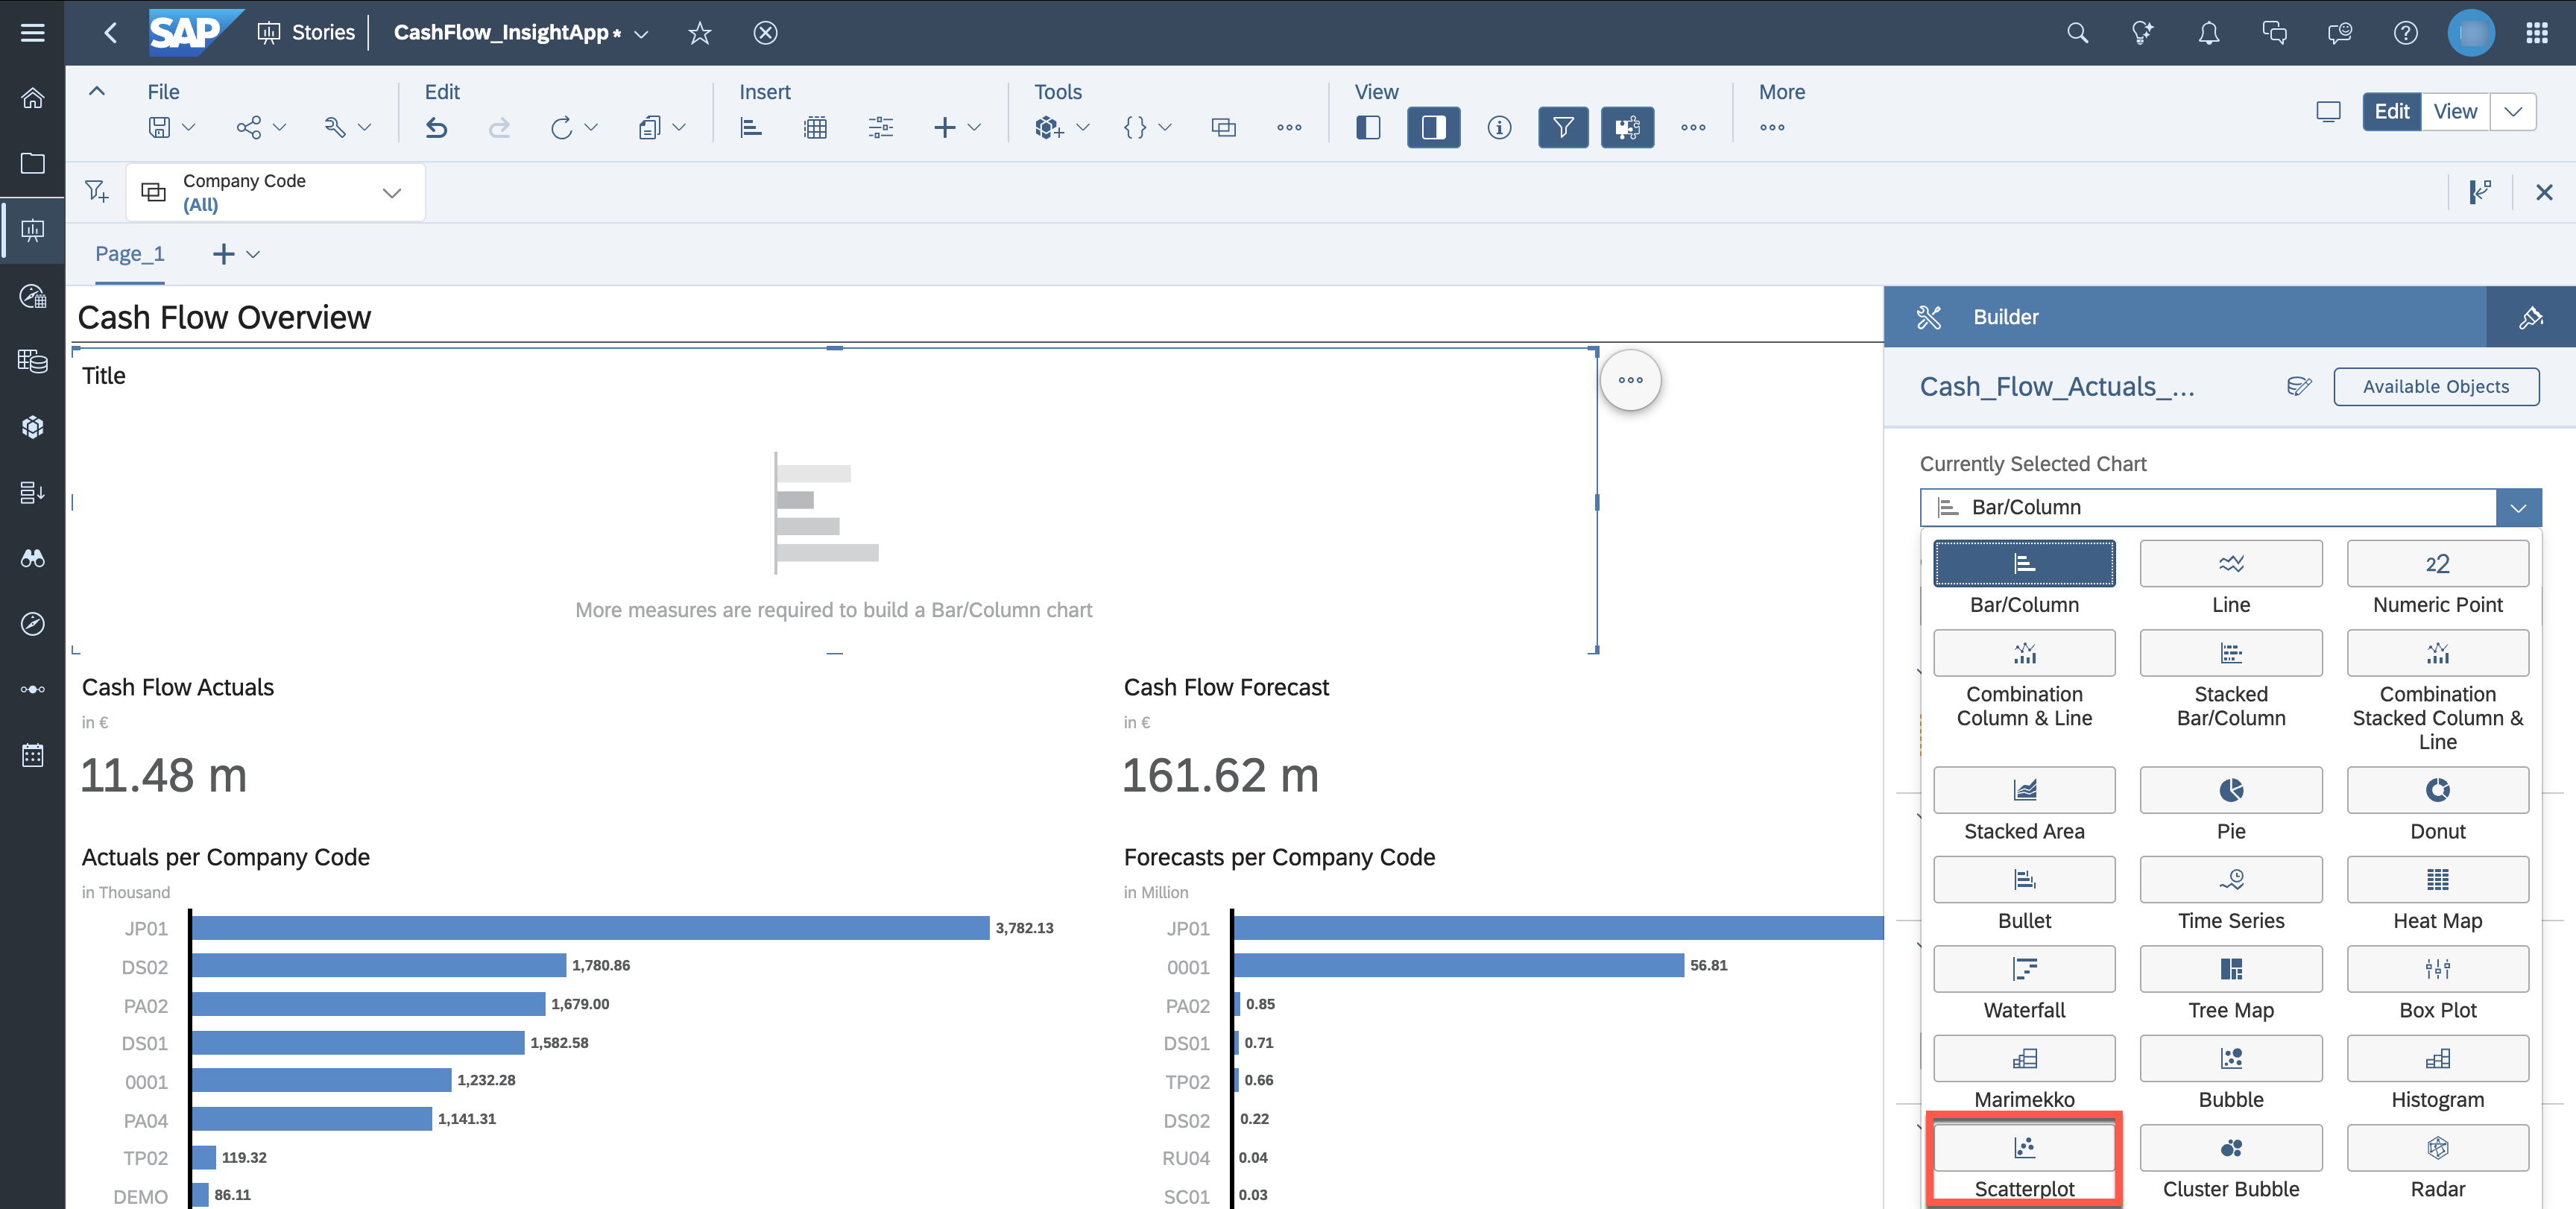 SAP Stories CashFlow_InsightApp *
File Edit Insert Tools View More
Edit View
Company Code
(All)
Page_1
Cash Flow Overview
Title
More measures are required to build a Bar/Column chart
Cash Flow Actuals
in €
11.48 m
Cash Flow Forecast
in €
161.62 m
Actuals per Company Code
in Thousand
JP01 3,782.13
DS02 1,780.86
PA02 1,679.00
DS01 1,582.58
0001 1,232.28
PA04 1,141.31
TP02 119.32
DEMO 86.11
Forecasts per Company Code
in Million
JP01
0001 56.81
PA02 0.85
DS01 0.71
TP02 0.66
DS02 0.22
RU04 0.04
SC01 0.03
Builder
Cash_Flow_Actuals_...
Available Objects
Currently Selected Chart
Bar/Column
22
Bar/Column Line Numeric Point
Combination
Column & Line
Stacked
Bar/Column
Combination
Stacked Column &
Line
Stacked Area Pie Donut
Bullet Time Series Heat Map
Waterfall Tree Map Box Plot
Marimekko Bubble Histogram
Scatterplot Cluster Bubble Radar